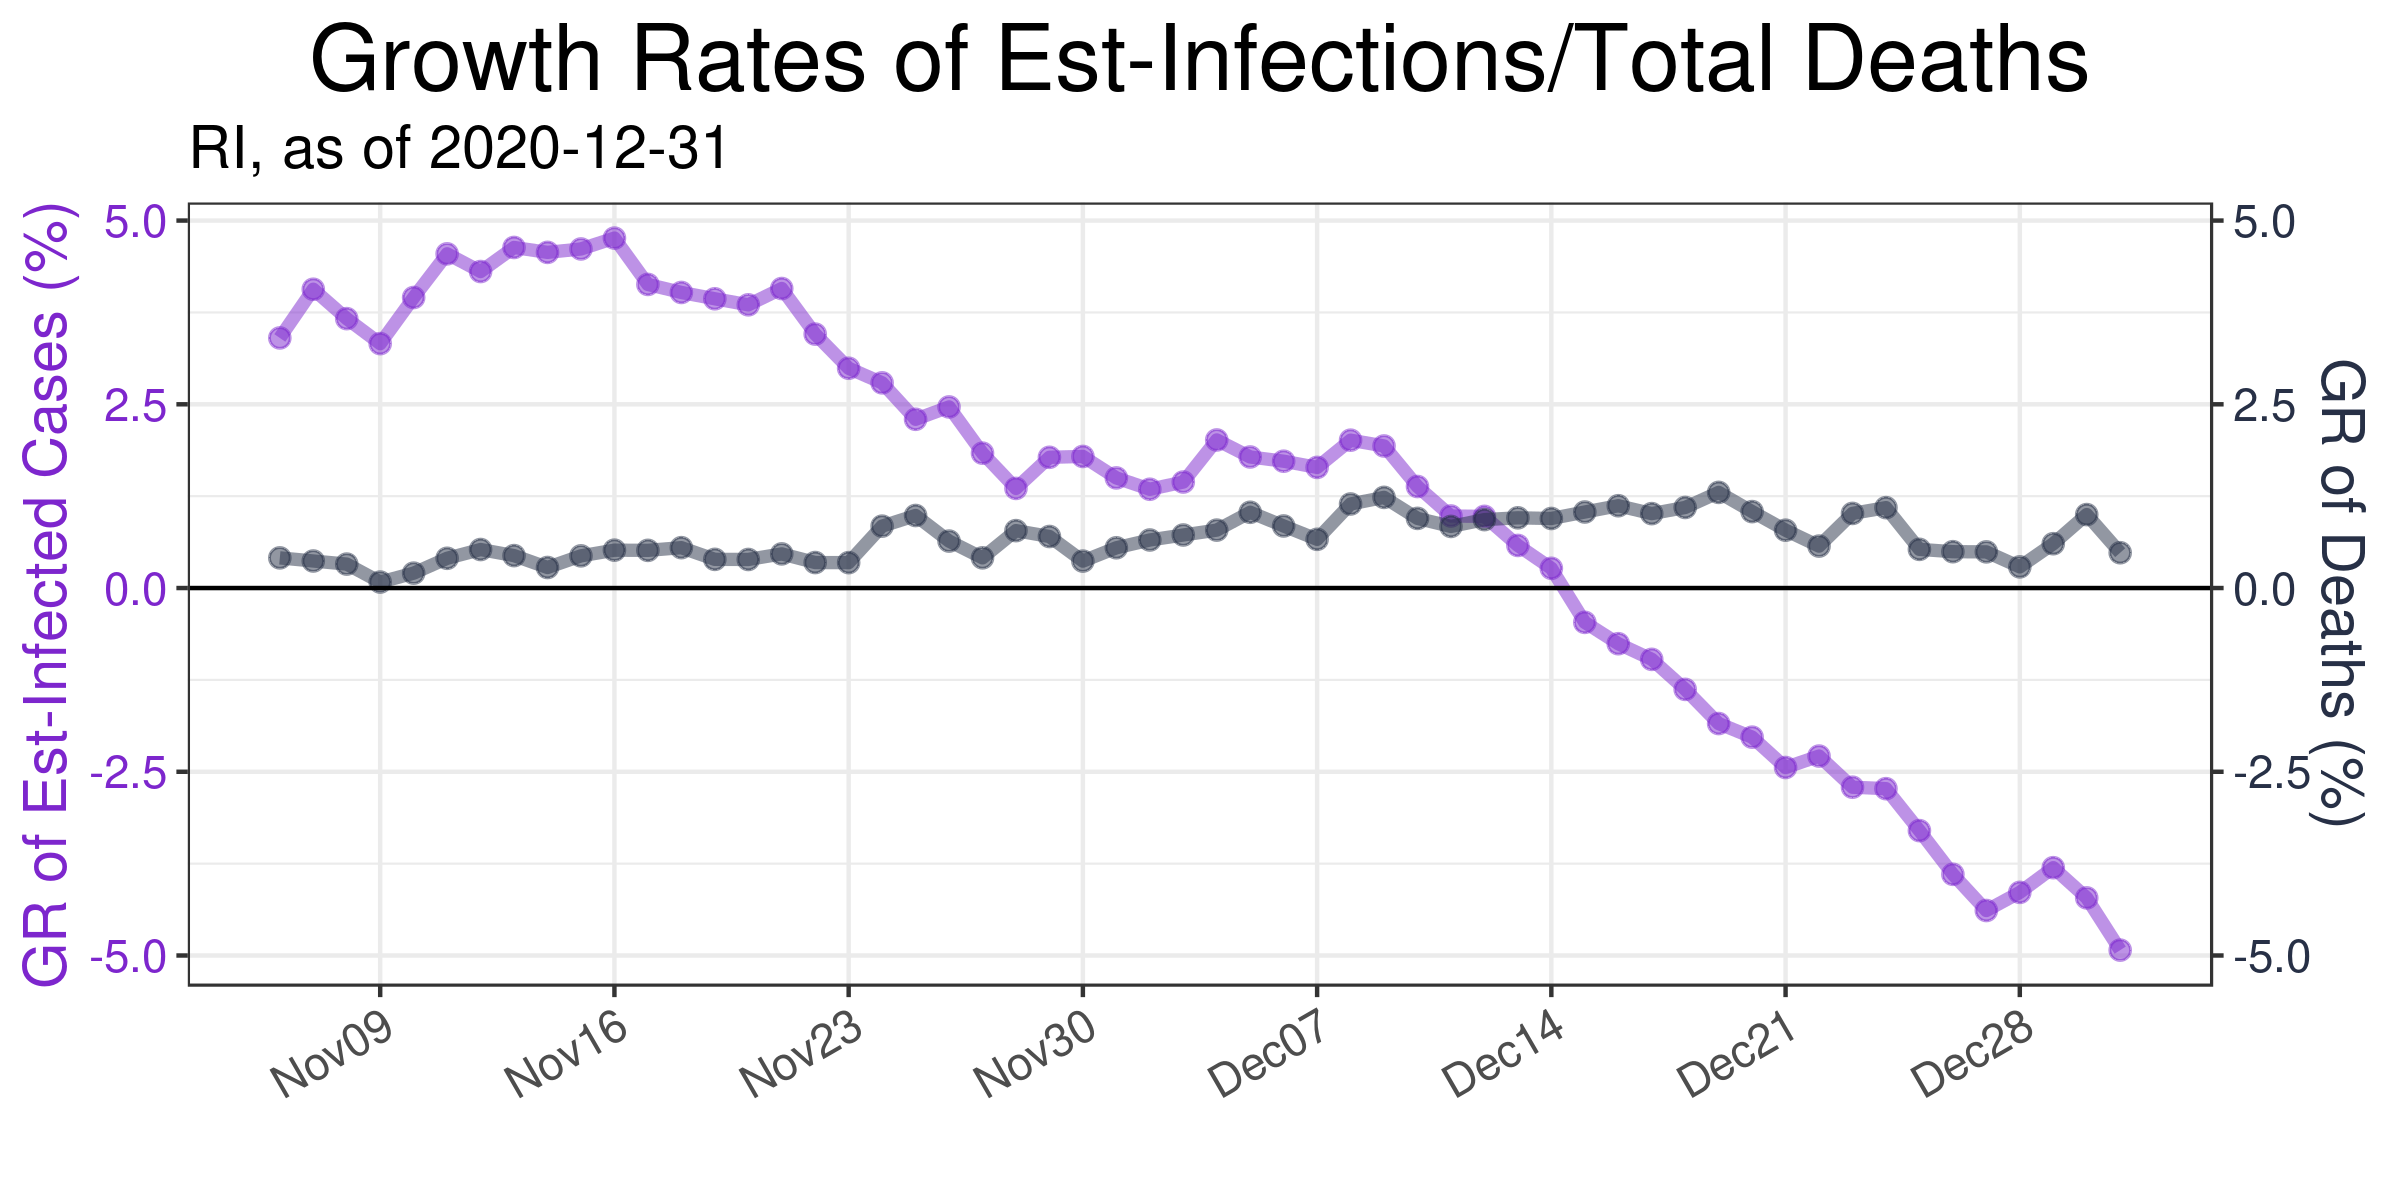 Growth Rates of Est-Infections/Total Deaths
RI, as of 2020-12-31
GR of Est-Infected Cases (%)
5.0
2.5
0.0
-2.5
-5.0
5.0
2.5
0.0
-2.5
-5.0
GR of Deaths (%)
Nov09
Nov16
Nov23
Nov30
Dec07
Dec14
Dec21
Dec28